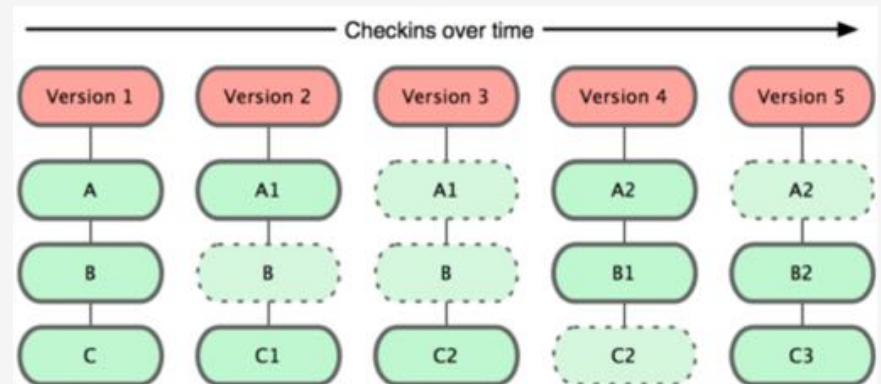 Checkins over time
Version 1 Version 2 Version 3 Version 4 Version 5
A A1 A1 A2 A2
B B B B1 B2
C C1 C2 C2 C3